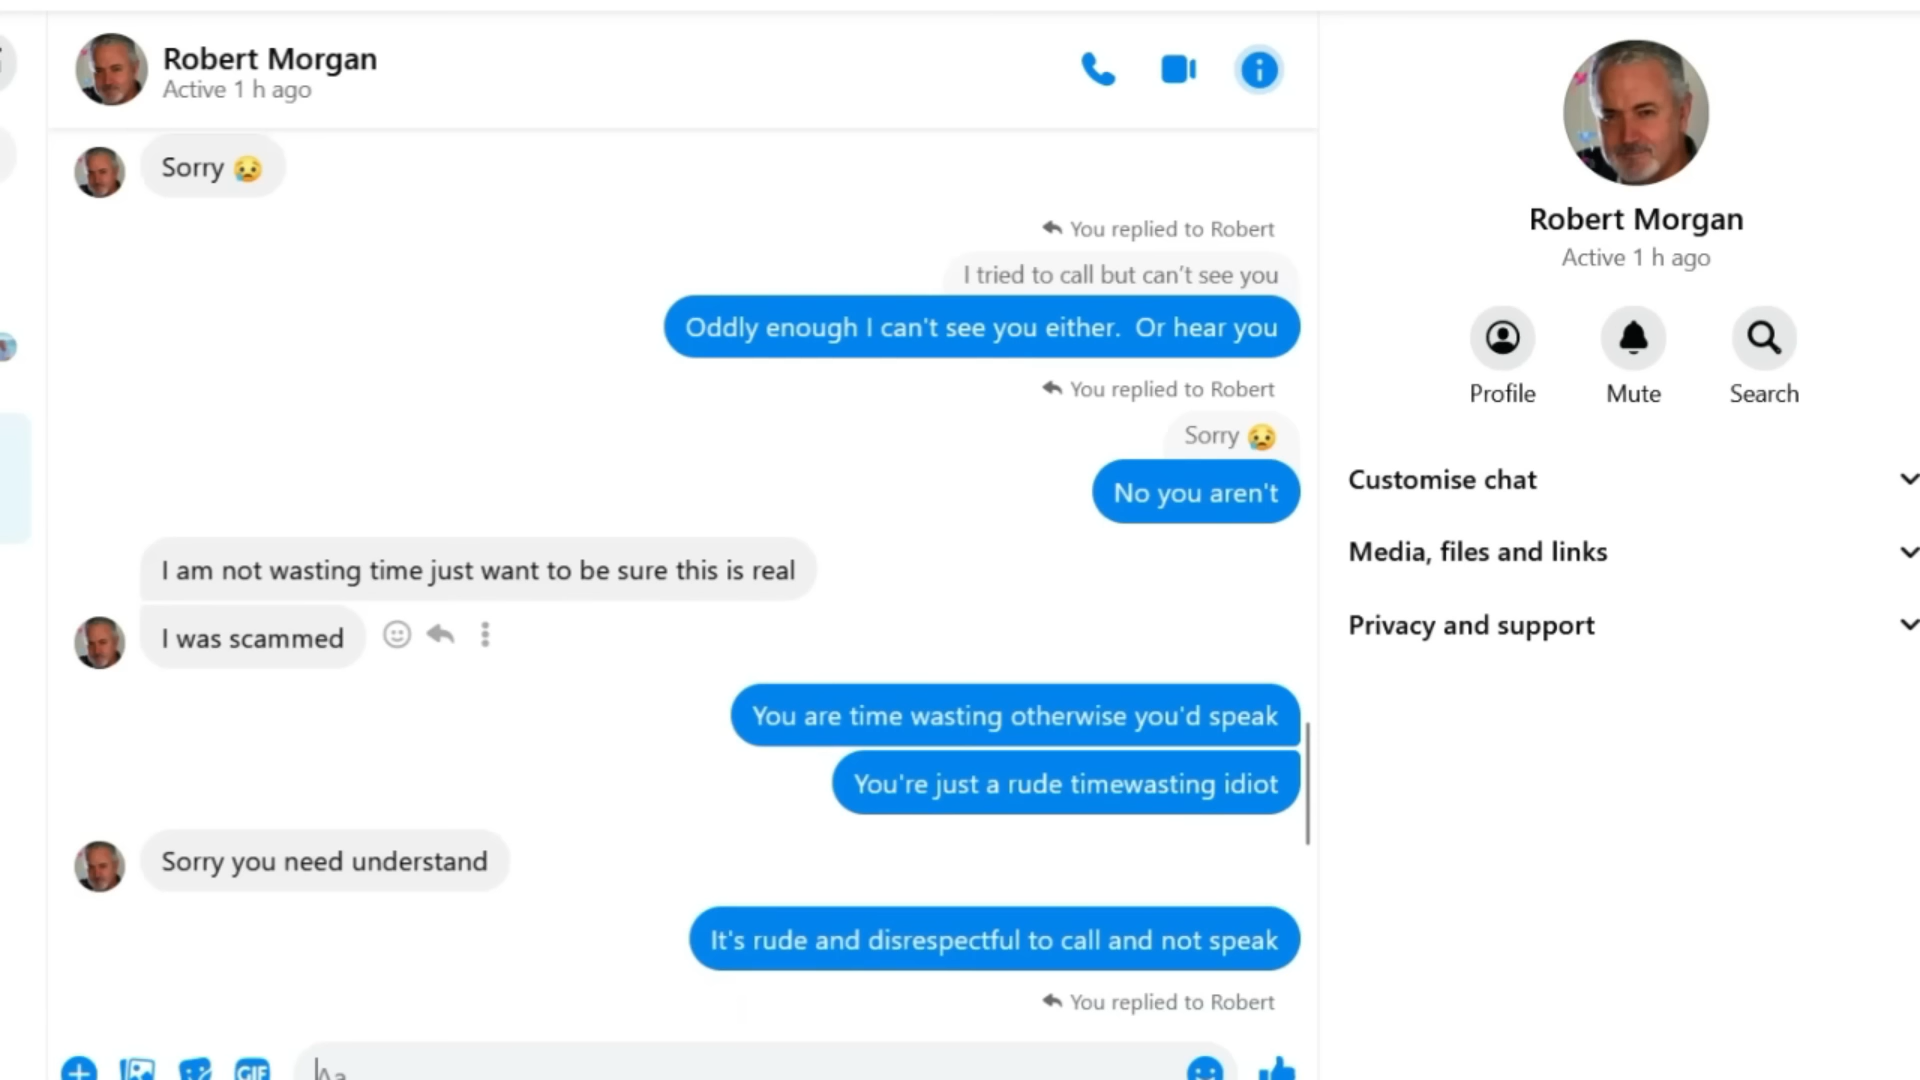 Robert Morgan
Active 1 h ago
Sorry 😢
You replied to Robert
I tried to call but can't see you
Oddly enough I can't see you either.  Or hear you
You replied to Robert
Sorry 😢
No you aren't
I am not wasting time just want to be sure this is real
I was scammed
You are time wasting otherwise you'd speak
You're just a rude timewasting idiot
Sorry you need understand
It's rude and disrespectful to call and not speak
You replied to Robert
GIF
Aa
Robert Morgan
Active 1 h ago
Profile
Mute
Search
Customise chat
Media, files and links
Privacy and support